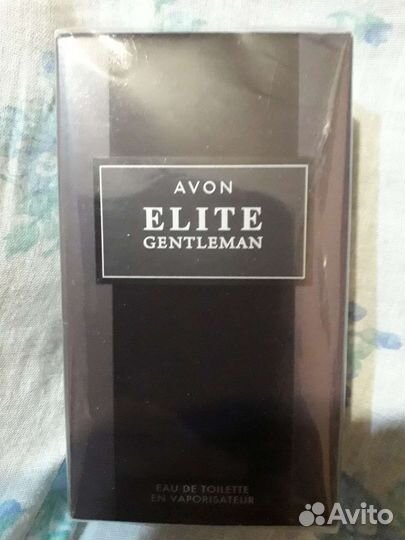 AVON
ELITE
GENTLEMAN
EAU DE TOILETTE
EN VAPORISATEUR
Avito